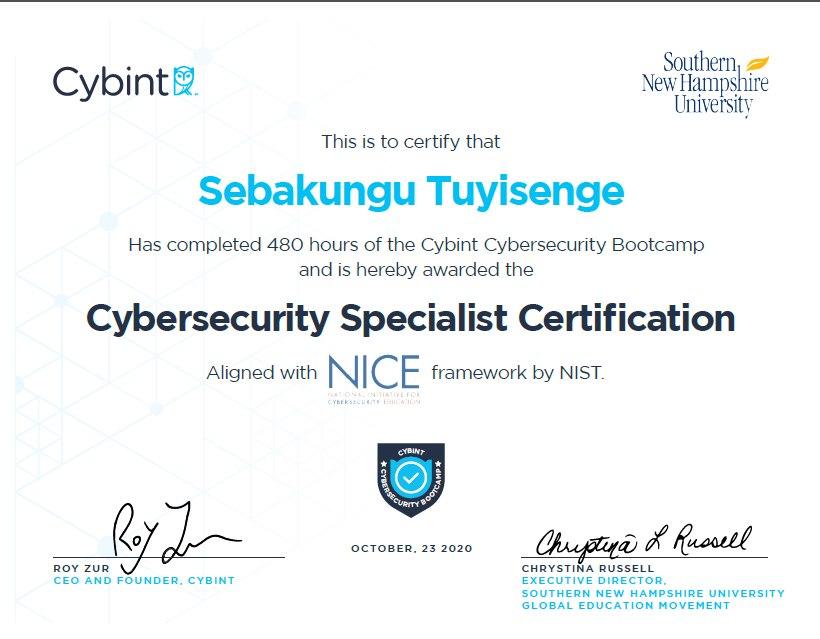 Cybint
Southern
New Hampshire
University
This is to certify that
Sebakungu Tuyisenge
Has completed 480 hours of the Cybint Cybersecurity Bootcamp
and is hereby awarded the
Cybersecurity Specialist Certification
Aligned with NICE framework by NIST.
NATIONAL INITIATIVE FOR
CYBERSECURITY EDUCATION
CYBINT
CYBERSECURITY BOOTCAMP
Roy Zur
Chrystina L Russell
OCTOBER, 23 2020
ROY ZUR
CEO AND FOUNDER, CYBINT
CHRYSTINA RUSSELL
EXECUTIVE DIRECTOR,
SOUTHERN NEW HAMPSHIRE UNIVERSITY
GLOBAL EDUCATION MOVEMENT